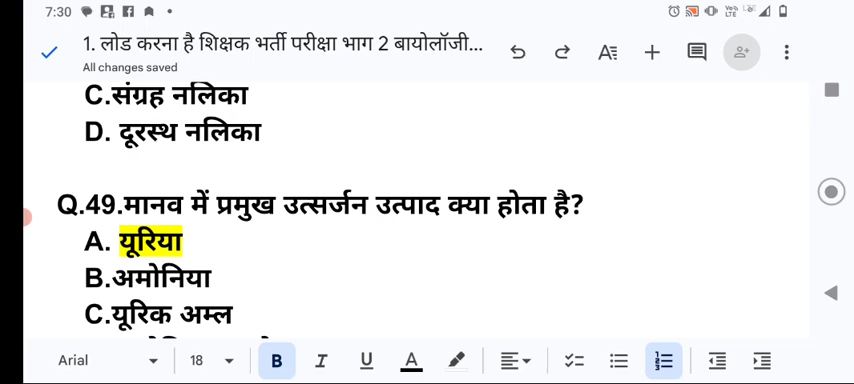 7:30
1. लोड करना है शिक्षक भर्ती परीक्षा भाग 2 बायोलॉजी...
All changes saved
C.संग्रह नलिका
D. दूरस्थ नलिका
Q.49.मानव में प्रमुख उत्सर्जन उत्पाद क्या होता है?
A. यूरिया
B.अमोनिया
C.यूरिक अम्ल
Arial 18 B I U A